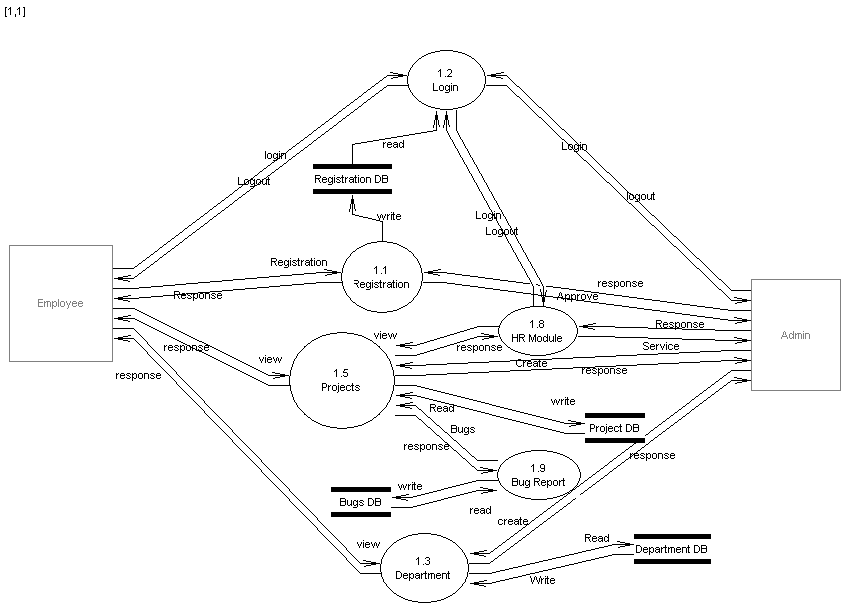 [1,1]
1.2
Login
read
login
Login
Logout
Registration DB
logout
write
Login
Logout
Registration
1.1
Registration
response
Response
Approve
Employee
Admin
1.8
HR Module
Response
view
response
Service
response
view
Create
response
1.5
Projects
response
write
Read
Project DB
Bugs
response
response
1.9
Bug Report
write
Bugs DB
read
create
view
Read
1.3
Department
Department DB
Write